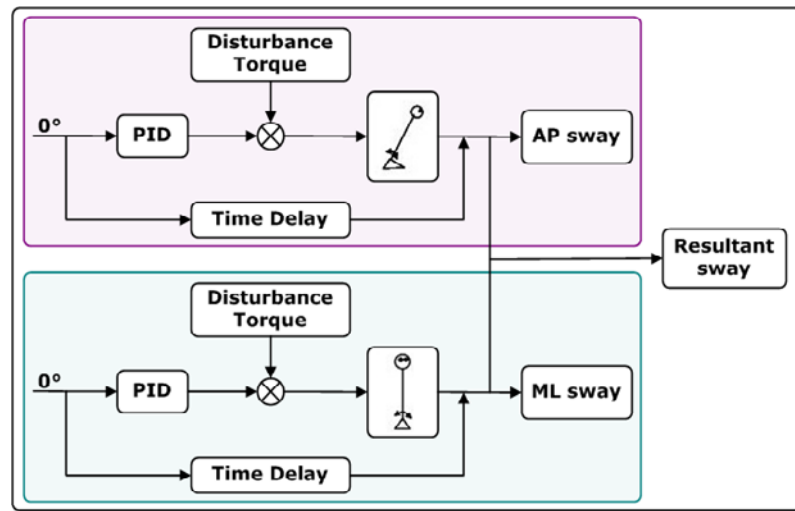 Disturbance
Torque
0°
PID
AP sway
Time Delay
Resultant
sway
Disturbance
Torque
0°
PID
ML sway
Time Delay